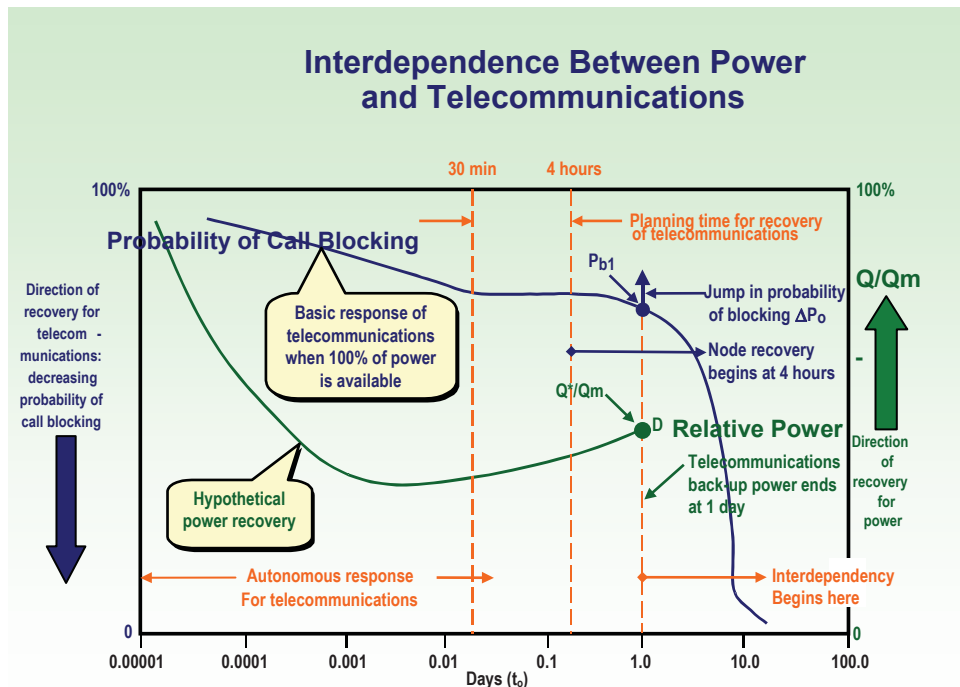 Interdependence Between Power
and Telecommunications
30 min
4 hours
100%
100%
Planning time for recovery
of telecommunications
Probability of Call Blocking
Pb1
Q/Qm
Direction of
recovery for
telecom -
munications:
decreasing
probability of
call blocking
Jump in probability
of blocking ΔPo
Basic response of
telecommunications
when 100% of power
is available
Node recovery
begins at 4 hours
-
Q*/Qm
D
Relative Power
Direction
of
recovery
for
power
Telecommunications
back-up power ends
at 1 day
Hypothetical
power recovery
Autonomous response
For telecommunications
Interdependency
Begins here
0
0
0.00001
0.0001
0.001
0.01
0.1
1.0
10.0
100.0
Days (to)